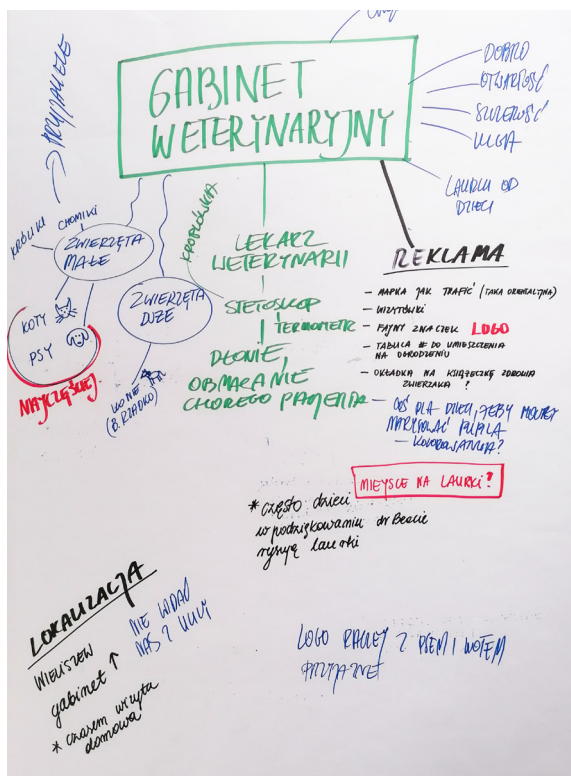 GABINET
WETERYNARYJNY
DOBRO
OTWARTOŚĆ
SZCZEROŚĆ
ULGA
LAURKI OD
DZIECI
PRZYJACIELE
KRÓLIKI
CHOMIKI
ZWIERZĘTA
MAŁE
KOTY
PSY
NAJCZĘŚCIEJ
ZWIERZĘTA
DUŻE
KONIE
(B. RZADKO)
KROPLÓWKA
LEKARZ
WETERYNARII
STETOSKOP
TERMOMETR
DŁONIE,
OBMACANIE
CHOREGO PACJENTA
REKLAMA
– MAPKA JAK TRAFIĆ (TAKA ORIENTACYJNA)
– WIZYTÓWKI
– FAJNY ZNACZEK LOGO
– TABLICA DO UMIESZCZENIA
NA OGRODZENIU
– OKŁADKA NA KSIĄŻECZKĘ ZDROWIA
ZWIERZAKA ?
– COŚ DLA DZIECI, ŻEBY MOGŁY
NARYSOWAĆ PUPILA
– KOLOROWANKA?
MIEJSCE NA LAURKI?
* często dzieci
w podziękowaniu dr Beacie
rysują laurki
LOKALIZACJA
WIELISZEW
gabinet ↑
NIE WIDAĆ
NAS Z ULICY
* czasem wizyta
domowa
LOGO RACZEJ Z PSEM I KOTEM
PRZYJAZNE